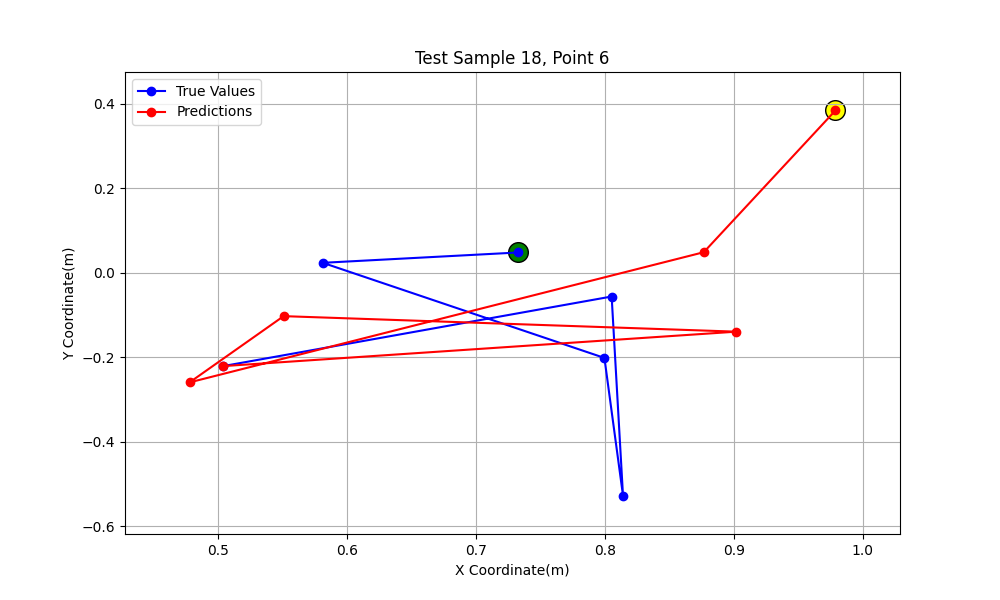 Test Sample 18, Point 6
True Values
Predictions
Y Coordinate(m)
0.4
0.2
0.0
−0.2
−0.4
−0.6
0.5 0.6 0.7 0.8 0.9 1.0
X Coordinate(m)